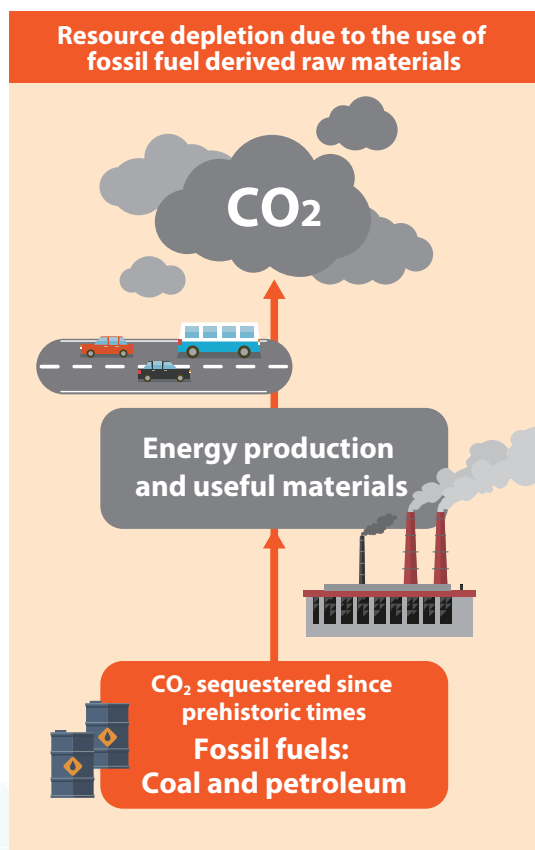 Resource depletion due to the use of
fossil fuel derived raw materials
CO₂
Energy production
and useful materials
CO₂ sequestered since
prehistoric times
Fossil fuels:
Coal and petroleum